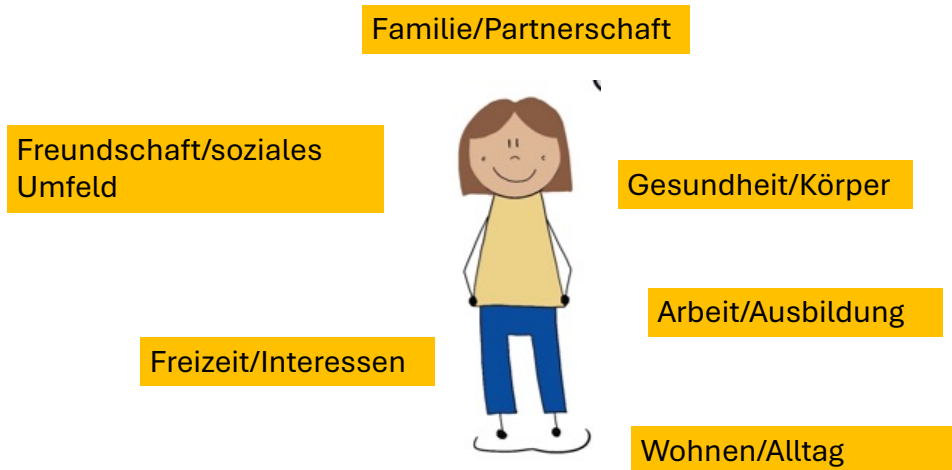 Familie/Partnerschaft
Freundschaft/soziales
Umfeld
Gesundheit/Körper
Arbeit/Ausbildung
Freizeit/Interessen
Wohnen/Alltag